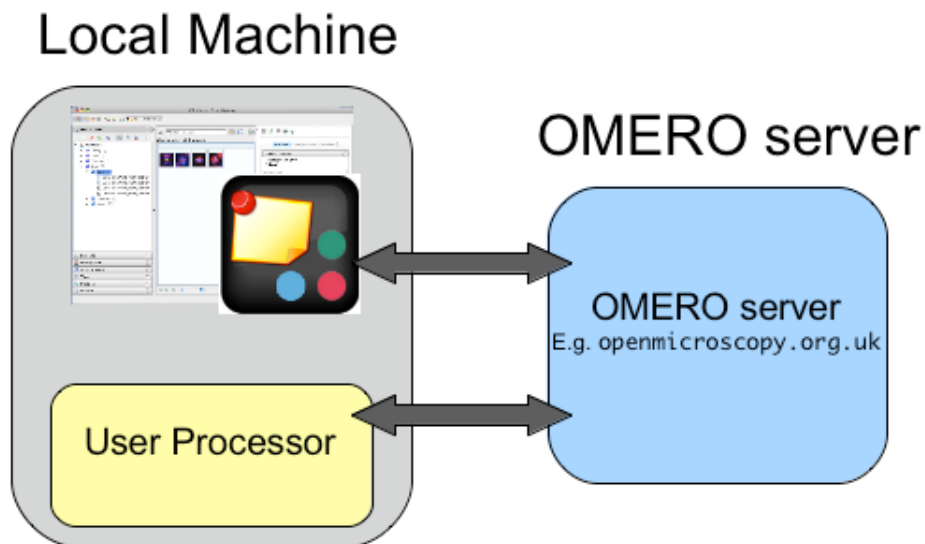 Local Machine
OMERO server
OMERO server
E.g. openmicroscopy.org.uk
User Processor